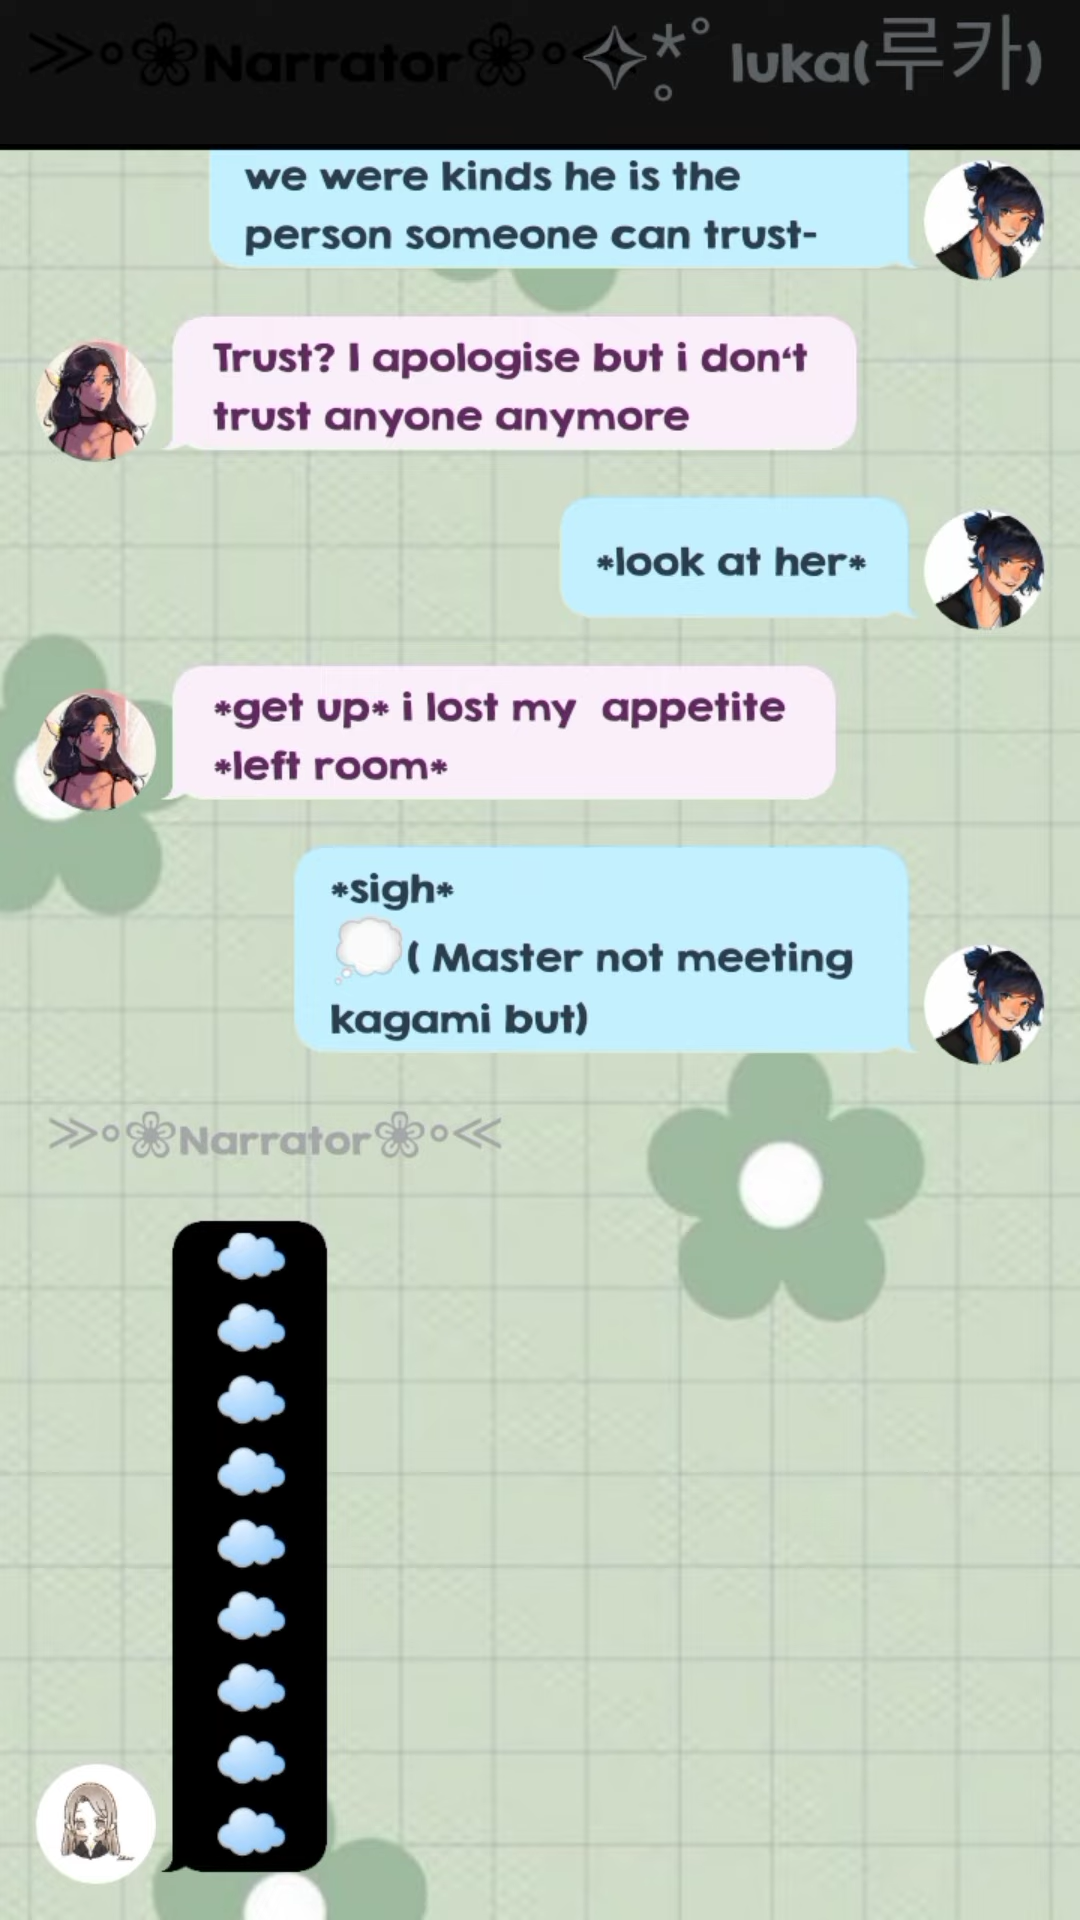 ≫∘❀Narrator❀∘≪ ✧*˚ luka(루카)
we were kinds he is the
person someone can trust-
Trust? I apologise but i don't
trust anyone anymore
*look at her*
*get up* i lost my  appetite
*left room*
*sigh*
💭( Master not meeting
kagami but)
≫∘❀Narrator❀∘≪
☁️
☁️
☁️
☁️
☁️
☁️
☁️
☁️
☁️